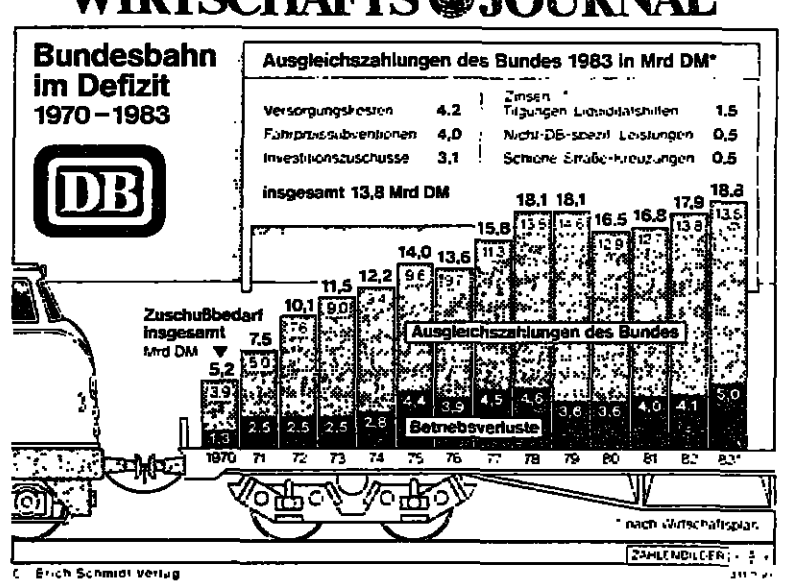 WIRTSCHAFTS JOURNAL
Bundesbahn
im Defizit
1970–1983
DB
Ausgleichszahlungen des Bundes 1983 in Mrd DM*
Versorgungskosten 4.2
Fahrpreissubventionen 4,0
Investitionszuschüsse 3,1
Zinsen
Tilgungen Liquiditätshilfen 1.5
Nicht-DB-spezif Leistungen 0,5
Schiene Straße-Kreuzungen 0,5
insgesamt 13,8 Mrd DM
Zuschußbedarf
insgesamt
Mrd DM ▼
5,2 7,5 10,1 11,5 12,2 14,0 13,6 15,8 18,1 18,1 16.5 16,8 17,9 18.8
3,9 5,0 7,6 9,0 9,4 9,6 9,7 11,3 13,5 14,6 12,9 13,8
Ausgleichszahlungen des Bundes
1,3 2,5 2,5 2,5 2,8 4,4 3,9 4,5 4,6 3,6 3,6 4,0 4,1 5,0
Betriebsverluste
1970 71 72 73 74 75 76 77 78 79 80 81 82 83*
* nach Wirtschaftsplan
ZAHLENBILDER
© Erich Schmidt Verlag